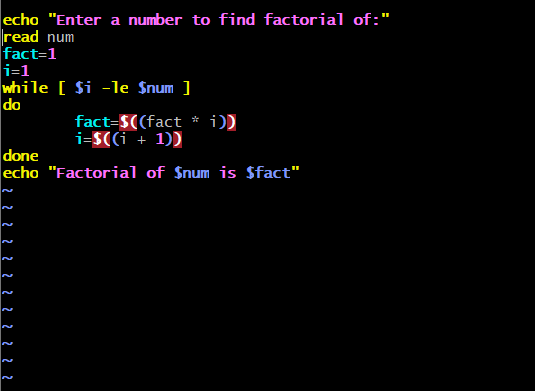 echo "Enter a number to find factorial of:"
read num
fact=1
i=1
while [ $i -le $num ]
do
        fact=$((fact * i))
        i=$((i + 1))
done
echo "Factorial of $num is $fact"
~
~
~
~
~
~
~
~
~
~
~
~